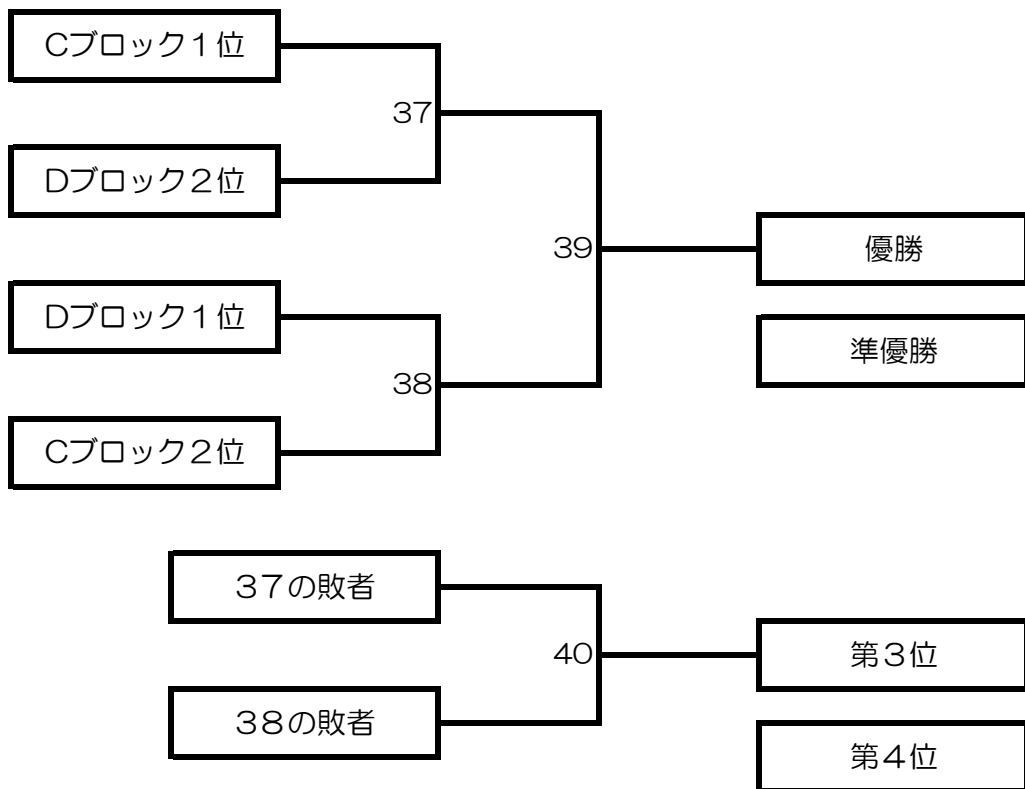 Cブロック１位
37
Dブロック２位
39
優勝
Dブロック１位
準優勝
38
Cブロック２位
３７の敗者
40
第３位
３８の敗者
第４位